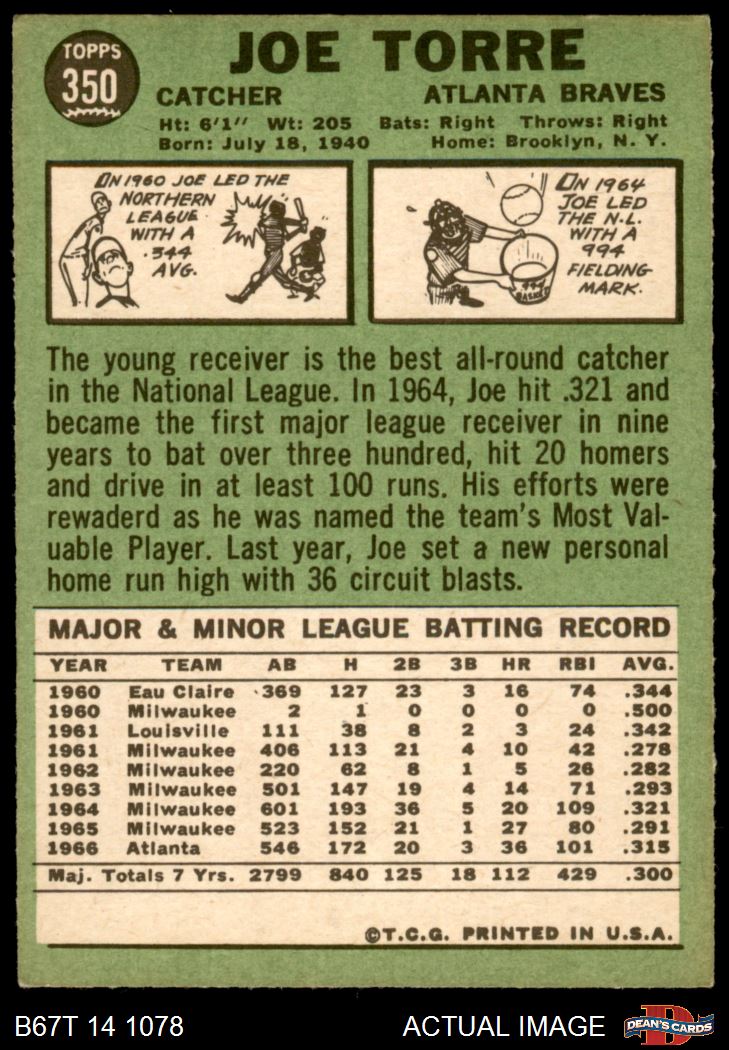 TOPPS
350
JOE TORRE
CATCHER ATLANTA BRAVES
Ht: 6'1" Wt: 205 Bats: Right Throws: Right
Born: July 18, 1940 Home: Brooklyn, N. Y.
IN 1960 JOE LED THE
NORTHERN
LEAGUE
WITH A
.344
AVG.
IN 1964
JOE LED
THE N.L.
WITH A
.994
FIELDING
MARK.
.994
BASKET
The young receiver is the best all-round catcher
in the National League. In 1964, Joe hit .321 and
became the first major league receiver in nine
years to bat over three hundred, hit 20 homers
and drive in at least 100 runs. His efforts were
rewaderd as he was named the team's Most Val-
uable Player. Last year, Joe set a new personal
home run high with 36 circuit blasts.
MAJOR & MINOR LEAGUE BATTING RECORD
YEAR TEAM AB H 2B 3B HR RBI AVG.
1960 Eau Claire 369 127 23 3 16 74 .344
1960 Milwaukee 2 1 0 0 0 0 .500
1961 Louisville 111 38 8 2 3 24 .342
1961 Milwaukee 406 113 21 4 10 42 .278
1962 Milwaukee 220 62 8 1 5 26 .282
1963 Milwaukee 501 147 19 4 14 71 .293
1964 Milwaukee 601 193 36 5 20 109 .321
1965 Milwaukee 523 152 21 1 27 80 .291
1966 Atlanta 546 172 20 3 36 101 .315
Maj. Totals 7 Yrs. 2799 840 125 18 112 429 .300
©T.C.G. PRINTED IN U.S.A.
B67T 14 1078 ACTUAL IMAGE
D
DEAN'S CARDS